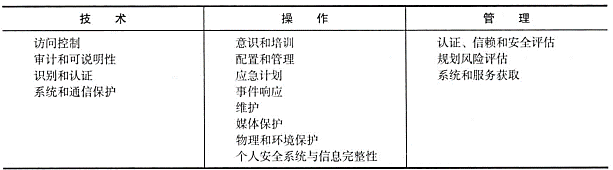 技 术 操 作 管 理
访问控制 意识和培训 认证、信赖和安全评估
审计和可说明性 配置和管理 规划风险评估
识别和认证 应急计划 系统和服务获取
系统和通信保护 事件响应
维护
媒体保护
物理和环境保护
个人安全系统与信息完整性